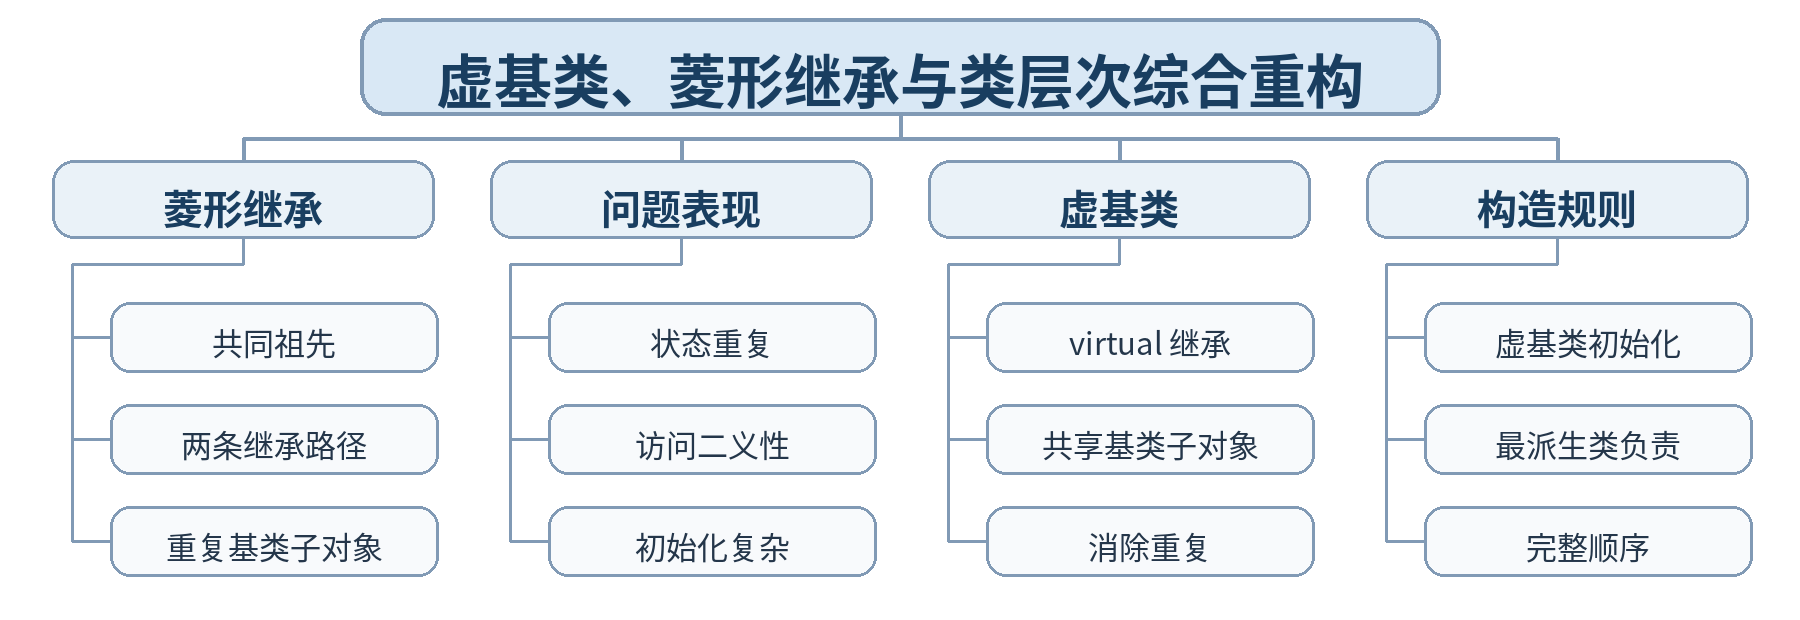 虚基类、菱形继承与类层次综合重构
菱形继承
问题表现
虚基类
构造规则
共同祖先
状态重复
virtual 继承
虚基类初始化
两条继承路径
访问二义性
共享基类子对象
最派生类负责
重复基类子对象
初始化复杂
消除重复
完整顺序